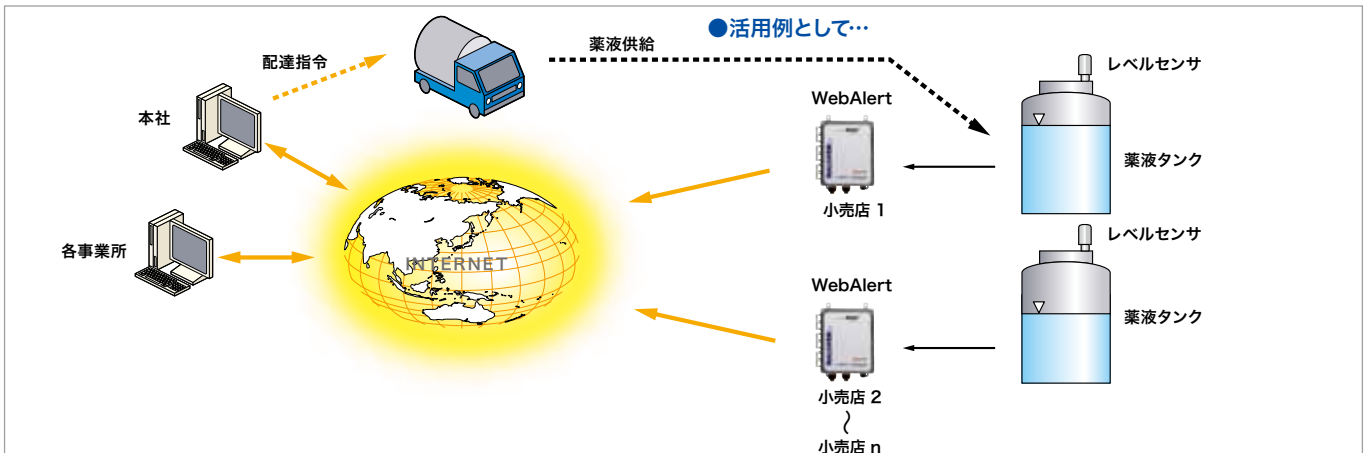 ●活用例として…
薬液供給
配達指令
レベルセンサ
WebAlert
本社
薬液タンク
小売店 1
レベルセンサ
各事業所
INTERNET
WebAlert
薬液タンク
小売店 2
〜
小売店 n